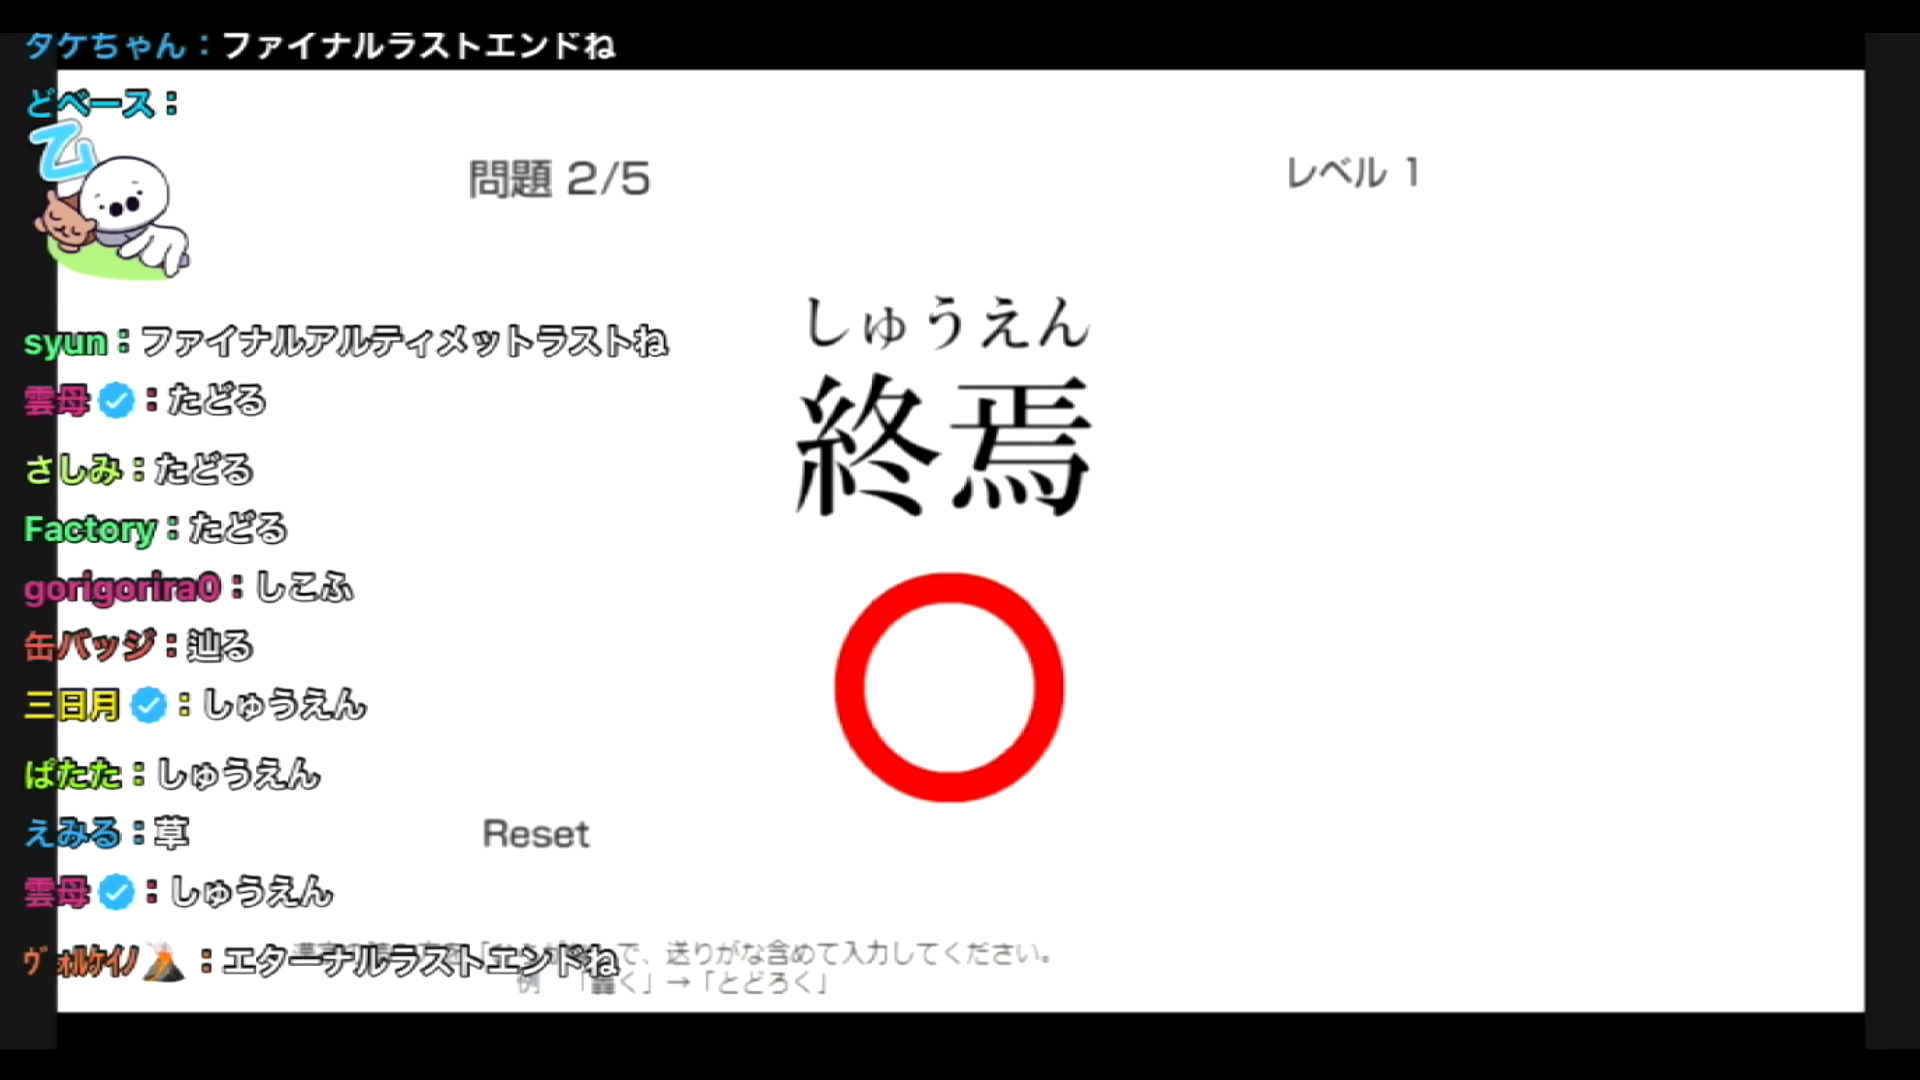 タケちゃん：ファイナルラストエンドね
どベース：
乙
問題 2/5
レベル 1
syun：ファイナルアルティメットラストね
雲母：たどる
さしみ：たどる
Factory：たどる
gorigorira0：しこふ
缶バッジ：辿る
三日月：しゅうえん
ぱたた：しゅうえん
えみる：草
雲母：しゅうえん
ヴォルケイノ🌋：エターナルラストエンドね
しゅうえん
終焉
Reset
で、送りがな含めて入力してください。
例 「轟く」→「とどろく」